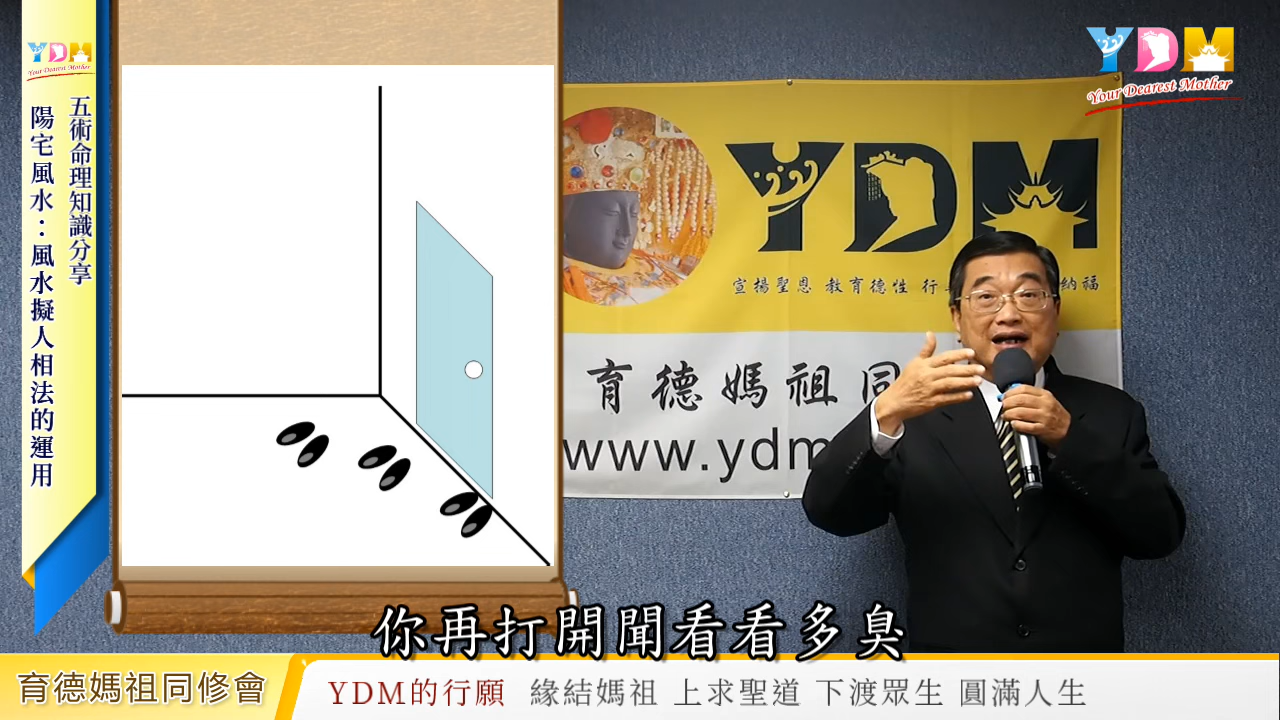 YDM
Your Dearest Mother
五術命理知識分享
陽宅風水：風水擬人相法的運用
YDM
Your Dearest Mother
YDM
宣揚聖恩 教育德性 行
納福
育德媽祖同
www.ydm
你再打開聞看看多臭
育德媽祖同修會
YDM的行願 緣結媽祖 上求聖道 下渡眾生 圓滿人生